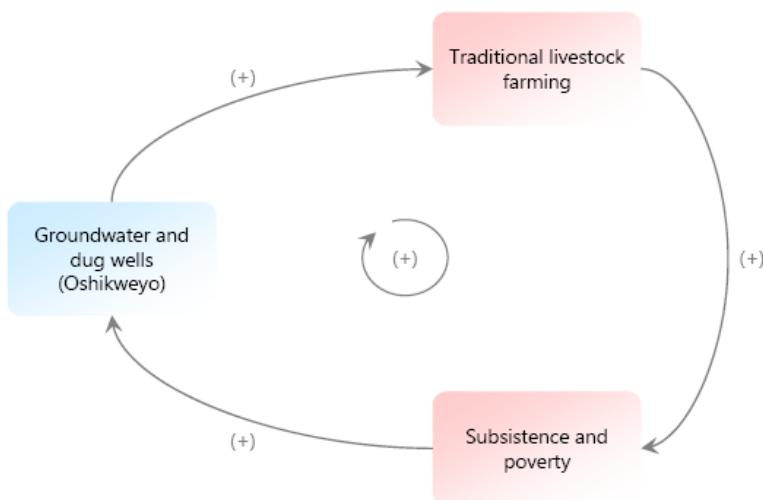 Traditional livestock
farming
(+)
Groundwater and
dug wells
(Oshikweyo)
(+)
(+)
Subsistence and
poverty
(+)